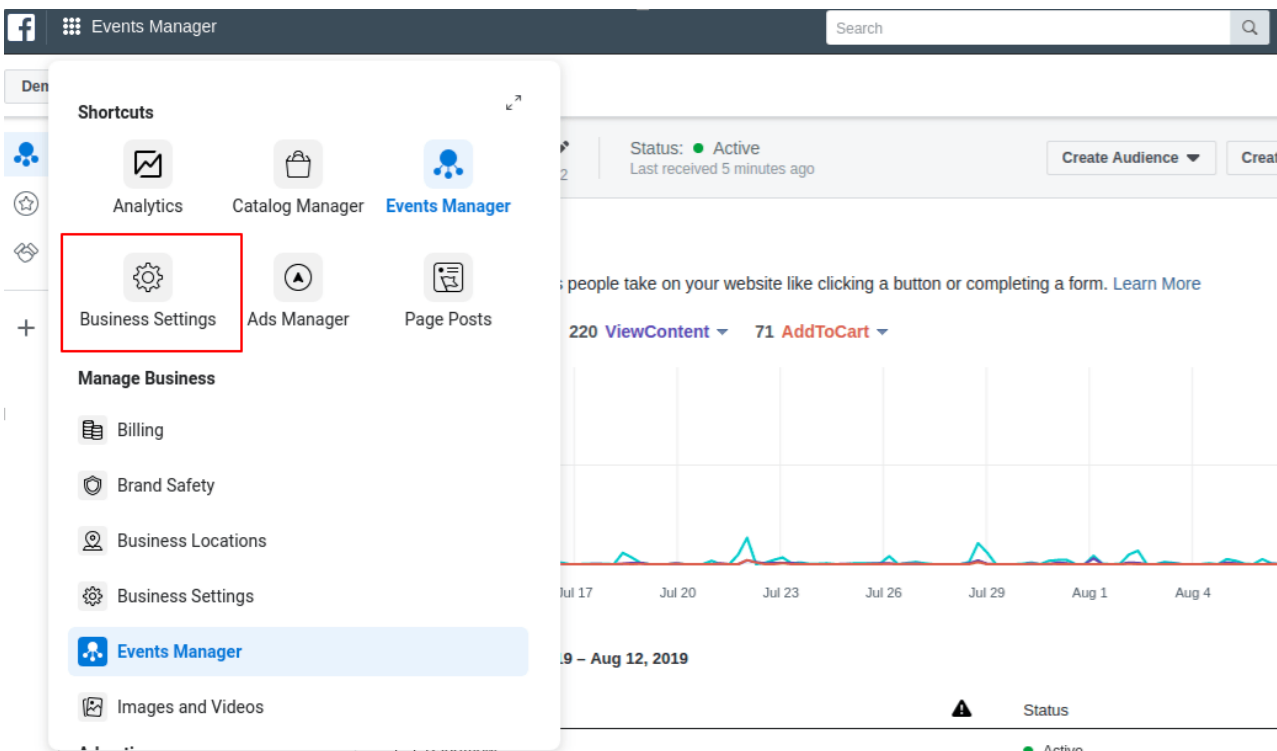 f
Events Manager
Search
Shortcuts
Status: Active
Last received 5 minutes ago
Create Audience
Analytics
Catalog Manager
Events Manager
Business Settings
Ads Manager
Page Posts
people take on your website like clicking a button or completing a form. Learn More
220 ViewContent
71 AddToCart
Manage Business
Billing
Brand Safety
Business Locations
Business Settings
Events Manager
Images and Videos
Jul 17
Jul 20
Jul 23
Jul 26
Jul 29
Aug 1
Aug 4
9 – Aug 12, 2019
Status
Active